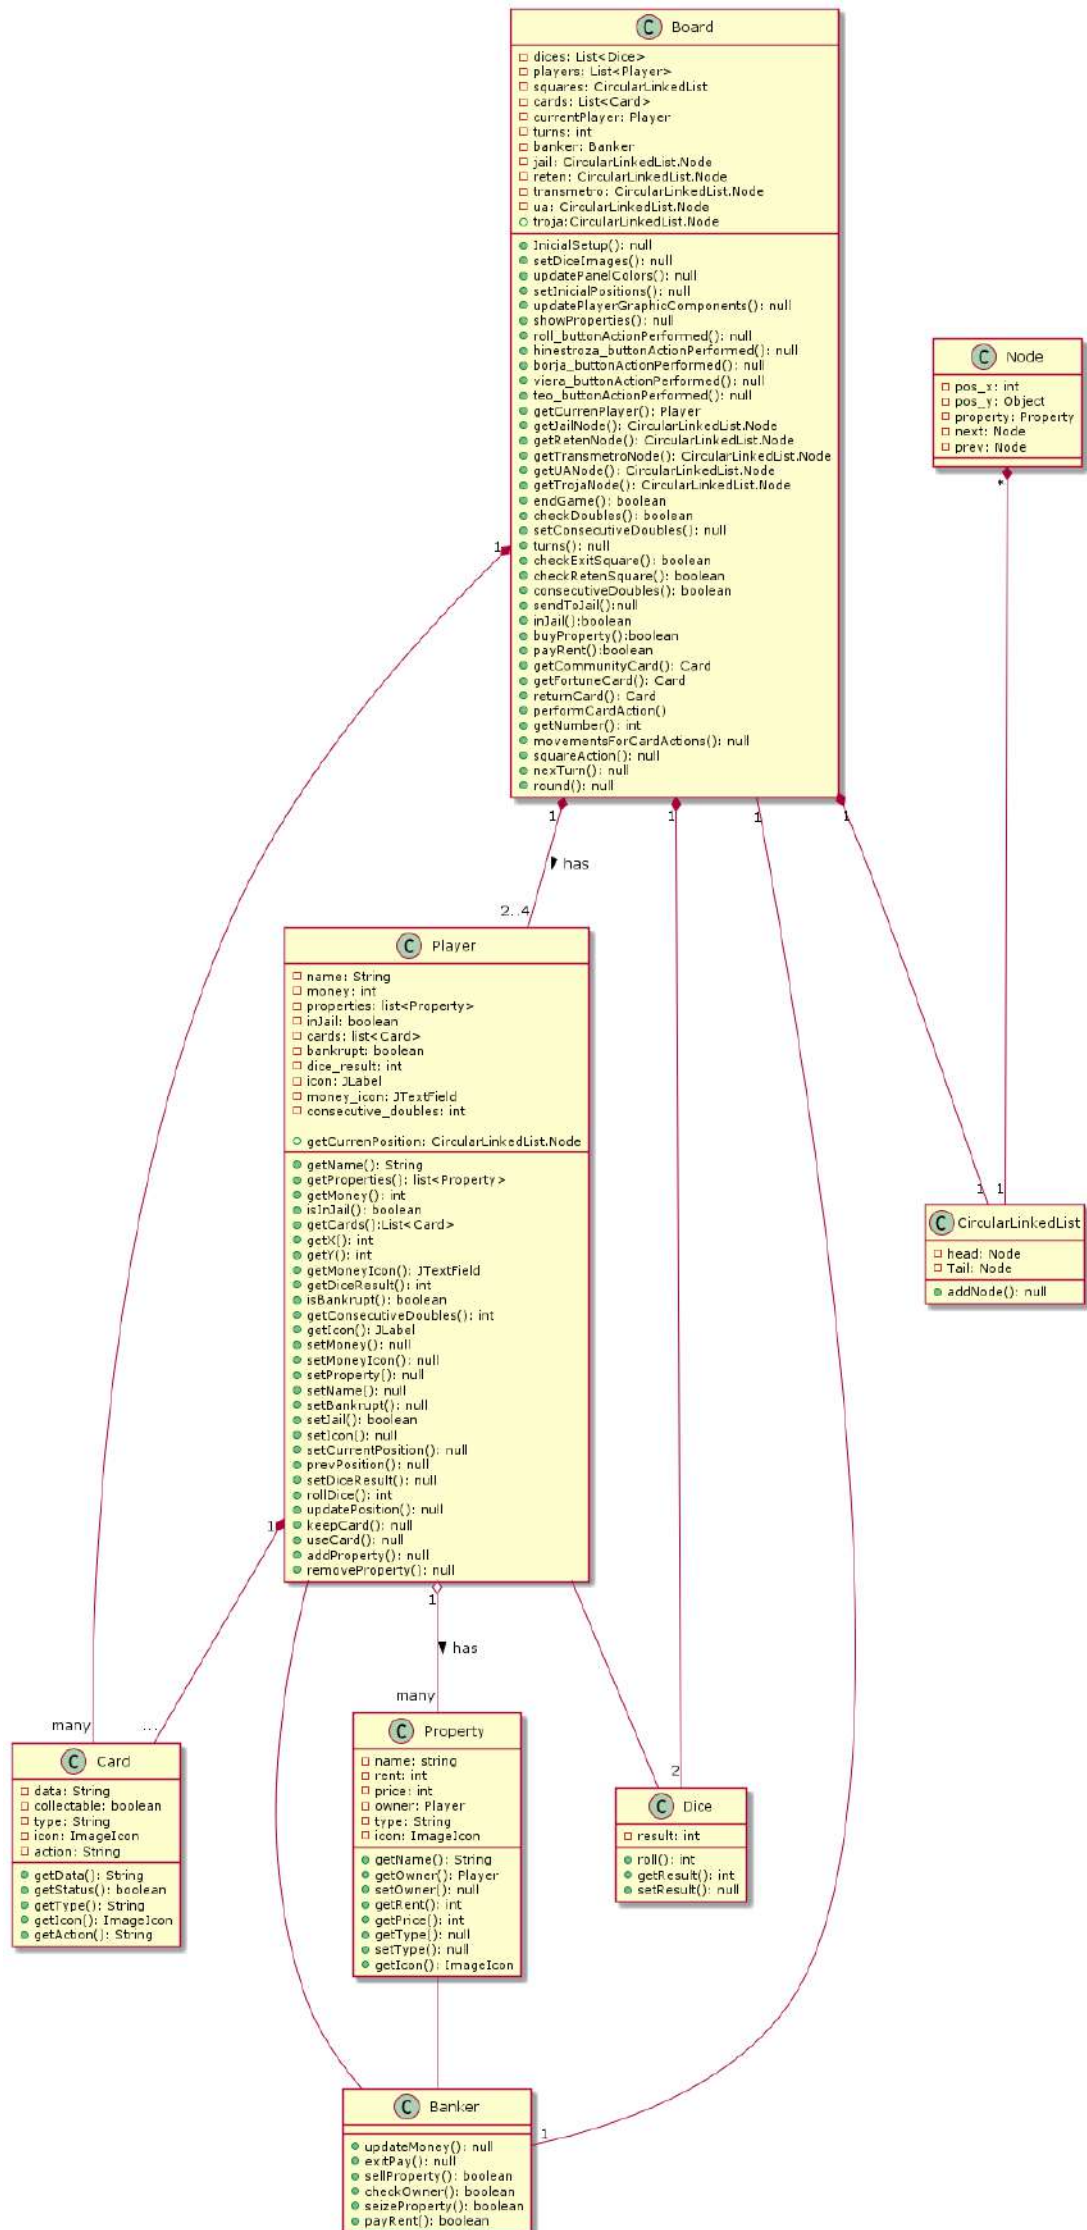 C Board
dices: List<Dice>
players: List<Player>
squares: CircularLinkedList
cards: List<Card>
currentPlayer: Player
turns: int
banker: Banker
jail: CircularLinkedList.Node
reten: CircularLinkedList.Node
transmetro: CircularLinkedList.Node
ua: CircularLinkedList.Node
troja:CircularLinkedList.Node
InicialSetup(): null
setDiceImages(): null
updatePanelColors(): null
setInicialPositions(): null
updatePlayerGraphicComponents(): null
showProperties(): null
roll_buttonActionPerformed(): null
hinestroza_buttonActionPerformed(): null
borja_buttonActionPerformed(): null
viera_buttonActionPerformed(): null
teo_buttonActionPerformed(): null
getCurrenPlayer(): Player
getJailNode(): CircularLinkedList.Node
getRetenNode(): CircularLinkedList.Node
getTransmetroNode(): CircularLinkedList.Node
getUANode(): CircularLinkedList.Node
getTrojaNode(): CircularLinkedList.Node
endGame(): boolean
checkDoubles(): boolean
setConsecutiveDoubles(): null
turns(): null
checkExitSquare(): boolean
checkRetenSquare(): boolean
consecutiveDoubles(): boolean
sendToJail():null
inJail():boolean
buyProperty():boolean
payRent():boolean
getCommunityCard(): Card
getFortuneCard(): Card
returnCard(): Card
performCardAction()
getNumber(): int
movementsForCardActions(): null
squareAction(): null
nexTurn(): null
round(): null
C Node
pos_x: int
pos_y: Object
property: Property
next: Node
prev: Node
*
1
1
1
1
1
has
2..4
C Player
name: String
money: int
properties: list<Property>
inJail: boolean
cards: list<Card>
bankrupt: boolean
dice_result: int
icon: JLabel
money_icon: JTextField
consecutive_doubles: int
getCurrenPosition: CircularLinkedList.Node
getName(): String
getProperties(): list<Property>
getMoney(): int
isInJail(): boolean
getCards():List<Card>
getX(): int
getY(): int
getMoneyIcon(): JTextField
getDiceResult(): int
isBankrupt(): boolean
getConsecutiveDoubles(): int
getIcon(): JLabel
setMoney(): null
setMoneyIcon(): null
setProperty(): null
setName(): null
setBankrupt(): null
setJail(): boolean
setIcon(): null
setCurrentPosition(): null
prevPosition(): null
setDiceResult(): null
rollDice(): int
updatePosition(): null
keepCard(): null
useCard(): null
addProperty(): null
removeProperty(): null
1 1
C CircularLinkedList
head: Node
Tail: Node
addNode(): null
1
1
has
many
many
...
2
C Card
data: String
collectable: boolean
type: String
icon: ImageIcon
action: String
getData(): String
getStatus(): boolean
getType(): String
getIcon(): ImageIcon
getAction(): String
C Property
name: string
rent: int
price: int
owner: Player
type: String
icon: ImageIcon
getName(): String
getOwner(): Player
setOwner(): null
getRent(): int
getPrice(): int
getType(): null
setType(): null
getIcon(): ImageIcon
C Dice
result: int
roll(): int
getResult(): int
setResult(): null
1
C Banker
updateMoney(): null
exitPay(): null
sellProperty(): boolean
checkOwner(): boolean
seizeProperty(): boolean
payRent(): boolean